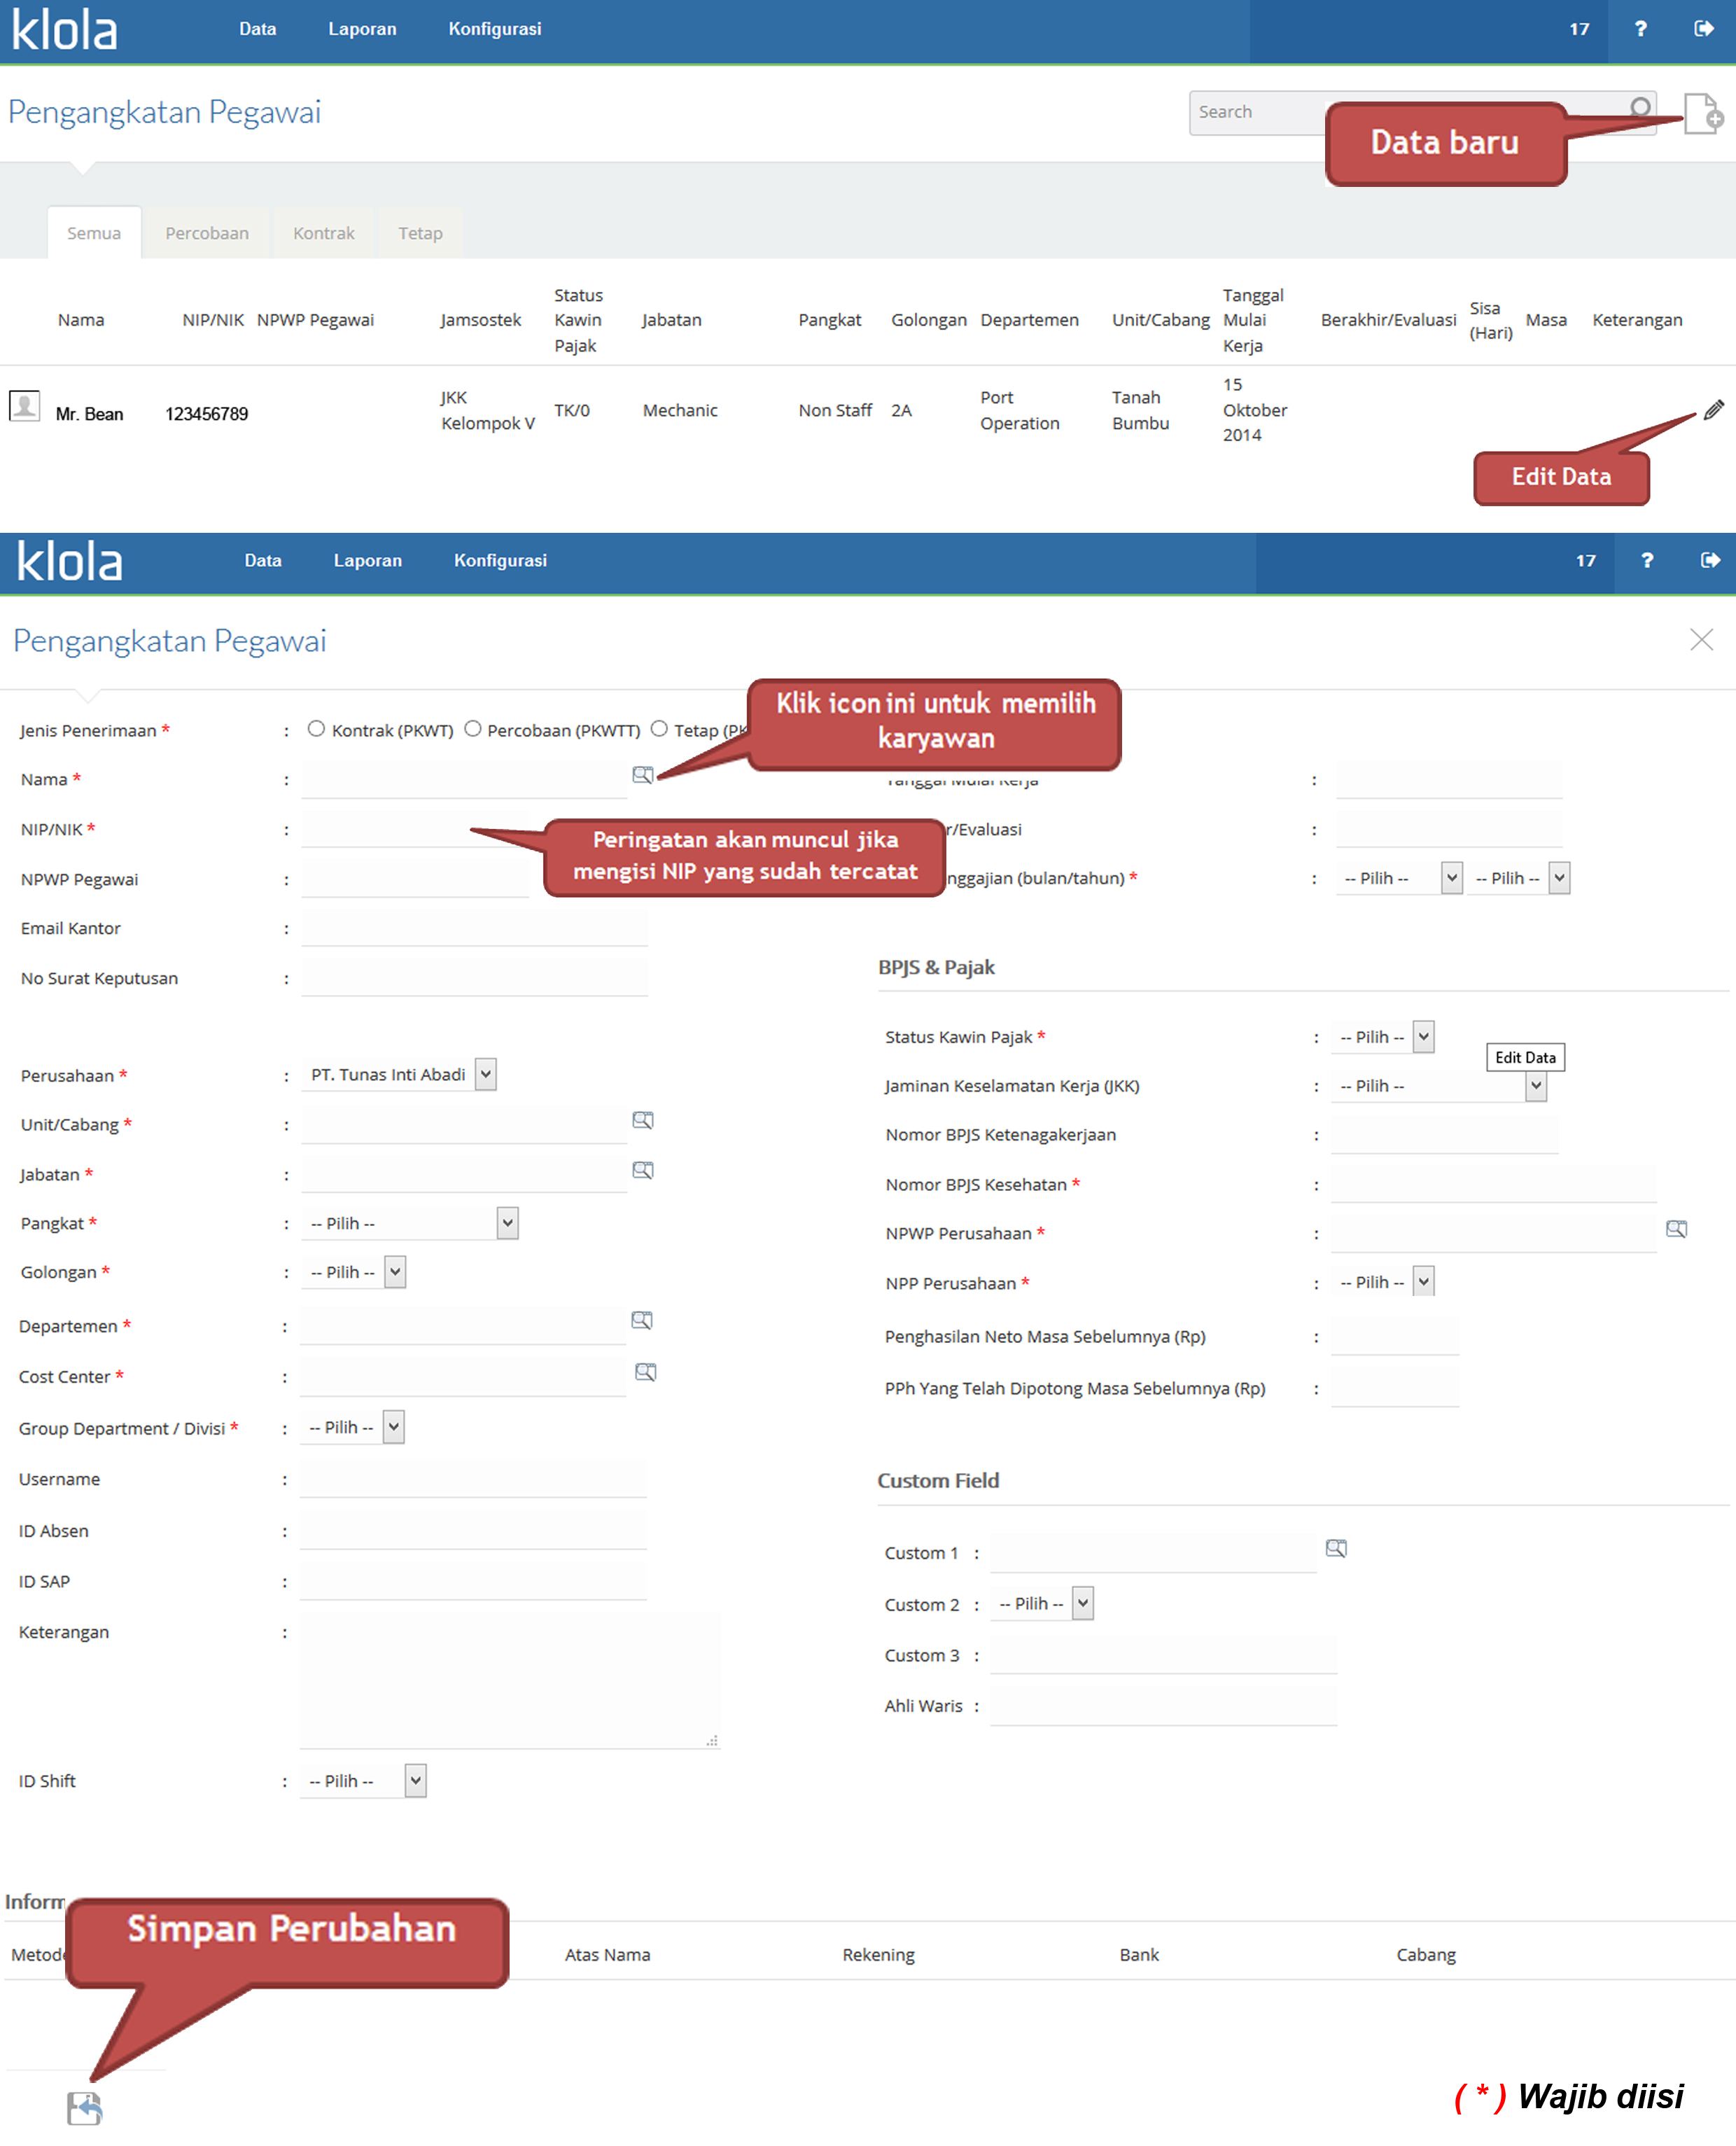 klola
Data Laporan Konfigurasi 17 ?
Pengangkatan Pegawai
Search
Data baru
Semua Percobaan Kontrak Tetap
Nama NIP/NIK NPWP Pegawai Jamsostek Status Kawin Pajak Jabatan Pangkat Golongan Departemen Unit/Cabang Tanggal Mulai Kerja Berakhir/Evaluasi Sisa (Hari) Masa Keterangan
Mr. Bean 123456789 JKK Kelompok V TK/0 Mechanic Non Staff 2A Port Operation Tanah Bumbu 15 Oktober 2014
Edit Data
klola
Data Laporan Konfigurasi 17 ?
Pengangkatan Pegawai
Klik icon ini untuk memilih
karyawan
Jenis Penerimaan * : Kontrak (PKWT) Percobaan (PKWTT) Tetap (PK
Nama * :
Tanggal Mulai Kerja :
NIP/NIK * :
Peringatan akan muncul jika
mengisi NIP yang sudah tercatat
r/Evaluasi :
NPWP Pegawai :
nggajian (bulan/tahun) * : -- Pilih -- -- Pilih --
Email Kantor :
No Surat Keputusan :
BPJS & Pajak
Status Kawin Pajak * : -- Pilih --
Edit Data
Perusahaan * : PT. Tunas Inti Abadi
Jaminan Keselamatan Kerja (JKK) : -- Pilih --
Unit/Cabang * :
Nomor BPJS Ketenagakerjaan :
Jabatan * :
Nomor BPJS Kesehatan * :
Pangkat * : -- Pilih --
NPWP Perusahaan * :
Golongan * : -- Pilih --
NPP Perusahaan * : -- Pilih --
Departemen * :
Penghasilan Neto Masa Sebelumnya (Rp) :
Cost Center * :
PPh Yang Telah Dipotong Masa Sebelumnya (Rp) :
Group Department / Divisi * : -- Pilih --
Username :
Custom Field
ID Absen :
Custom 1 :
ID SAP :
Custom 2 : -- Pilih --
Keterangan :
Custom 3 :
Ahli Waris :
ID Shift : -- Pilih --
Inform
Simpan Perubahan
Metode Atas Nama Rekening Bank Cabang
( * ) Wajib diisi